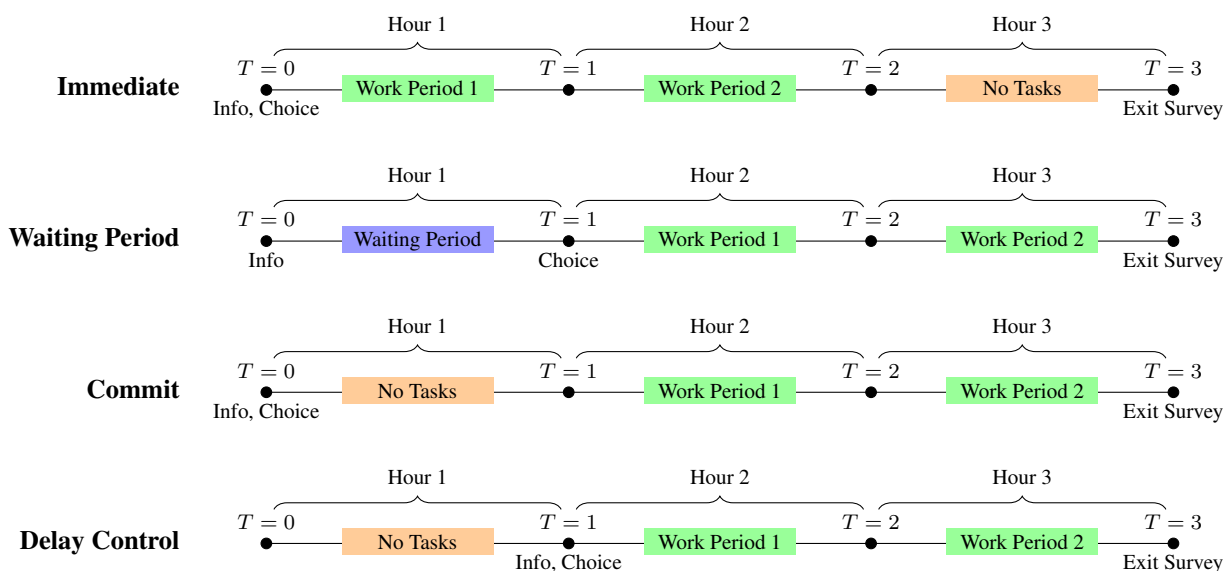 Hour 1 Hour 2 Hour 3
T = 0 T = 1 T = 2 T = 3
Immediate Work Period 1 Work Period 2 No Tasks
Info, Choice Exit Survey
Hour 1 Hour 2 Hour 3
T = 0 T = 1 T = 2 T = 3
Waiting Period Waiting Period Work Period 1 Work Period 2
Info Choice Exit Survey
Hour 1 Hour 2 Hour 3
T = 0 T = 1 T = 2 T = 3
Commit No Tasks Work Period 1 Work Period 2
Info, Choice Exit Survey
Hour 1 Hour 2 Hour 3
T = 0 T = 1 T = 2 T = 3
Delay Control No Tasks Work Period 1 Work Period 2
Info, Choice Exit Survey